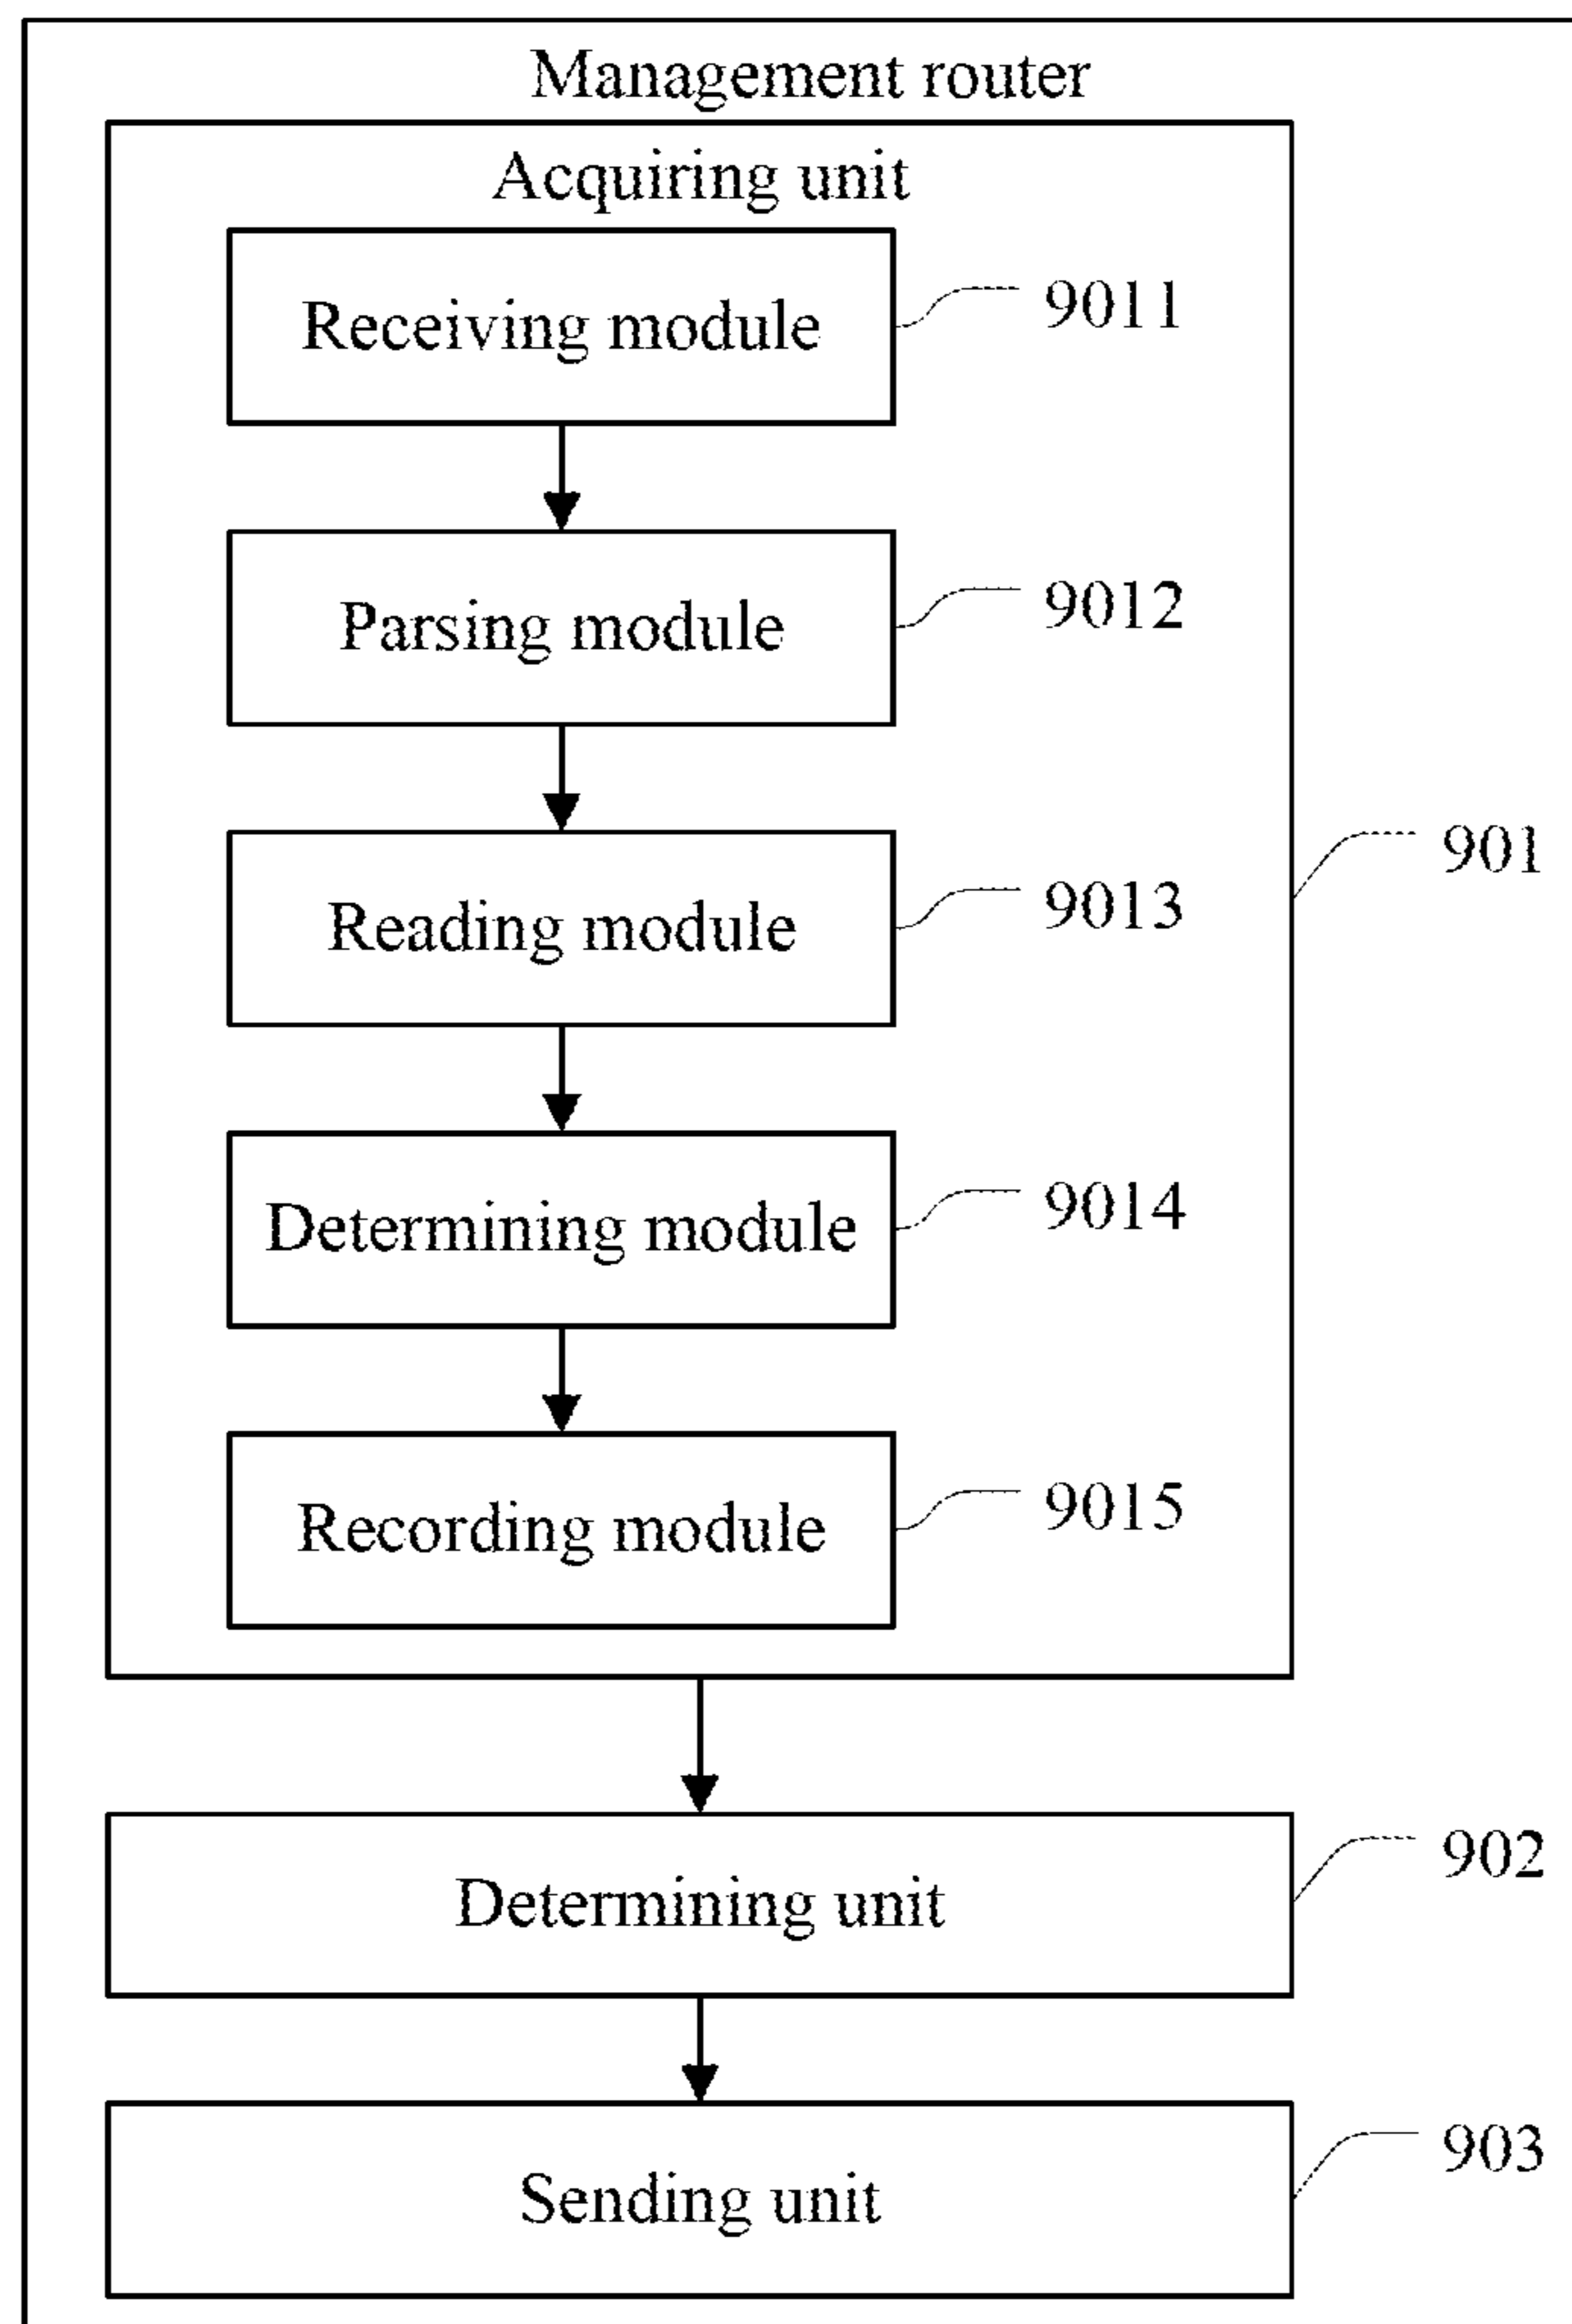 Management router
Acquiring unit
Receiving module
9011
Parsing module
9012
Reading module
9013
901
Determining module
9014
Recording module
9015
Determining unit
902
Sending unit
903